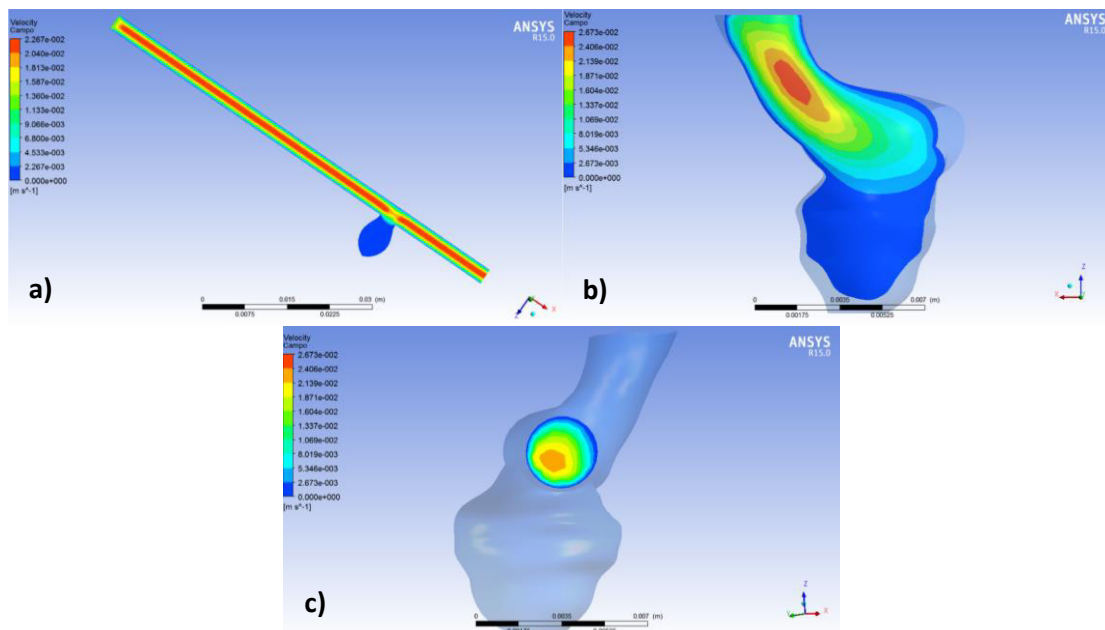 Velocity
Campo
2.267e-002
2.040e-002
1.813e-002
1.587e-002
1.360e-002
1.133e-002
9.066e-003
6.800e-003
4.533e-003
2.267e-003
0.000e+000
[m s^-1]
ANSYS
R15.0
a)
0 0.015 0.03 (m)
0.0075 0.0225
Z X
Velocity
Campo
2.673e-002
2.406e-002
2.139e-002
1.871e-002
1.604e-002
1.337e-002
1.069e-002
8.019e-003
5.346e-003
2.673e-003
0.000e+000
[m s^-1]
ANSYS
R15.0
b)
0 0.0035 0.007 (m)
0.00175 0.00525
Z
X
Velocity
Campo
2.673e-002
2.406e-002
2.139e-002
1.871e-002
1.604e-002
1.337e-002
1.069e-002
8.019e-003
5.346e-003
2.673e-003
0.000e+000
[m s^-1]
ANSYS
R15.0
c)
0 0.0035 0.007 (m)
Z
Y X